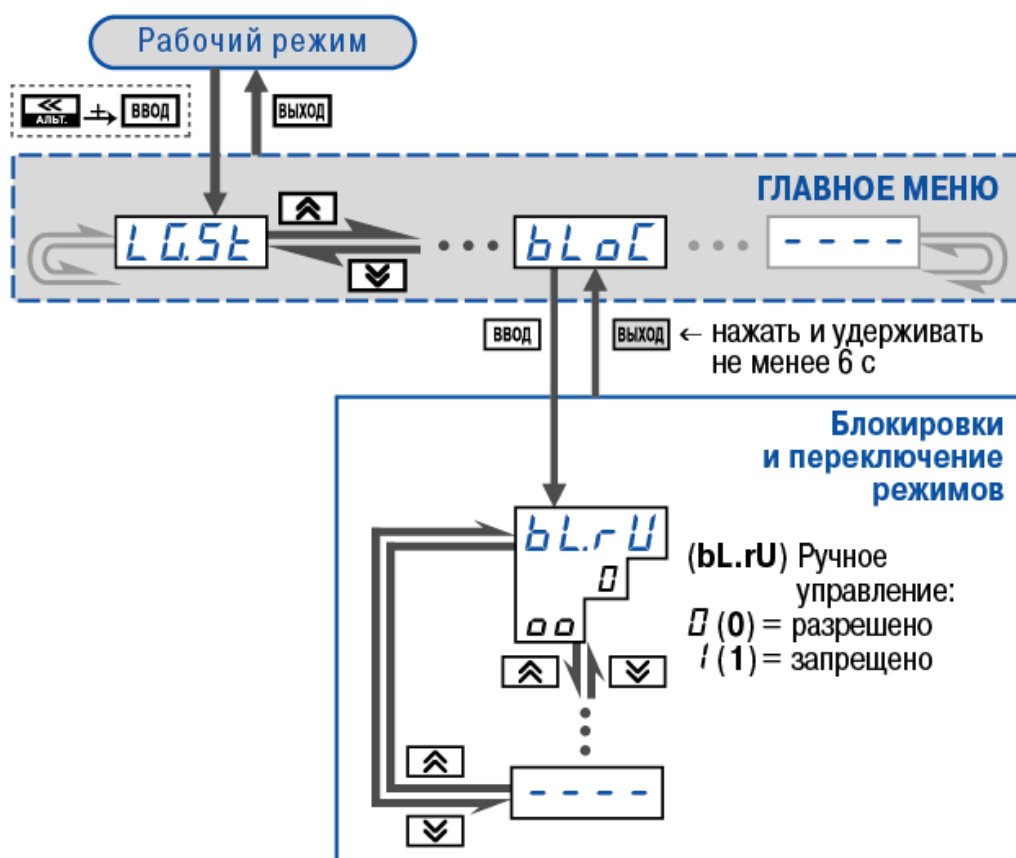 Рабочий режим
<<
АЛЬТ.
ВВОД
ВЫХОД
ГЛАВНОЕ МЕНЮ
LG.St
bLoC
- - - -
ВВОД
ВЫХОД ← нажать и удерживать
не менее 6 с
Блокировки
и переключение
режимов
bL.rU
0
oo
(bL.rU) Ручное
управление:
0 (0) = разрешено
1 (1) = запрещено
- - - -